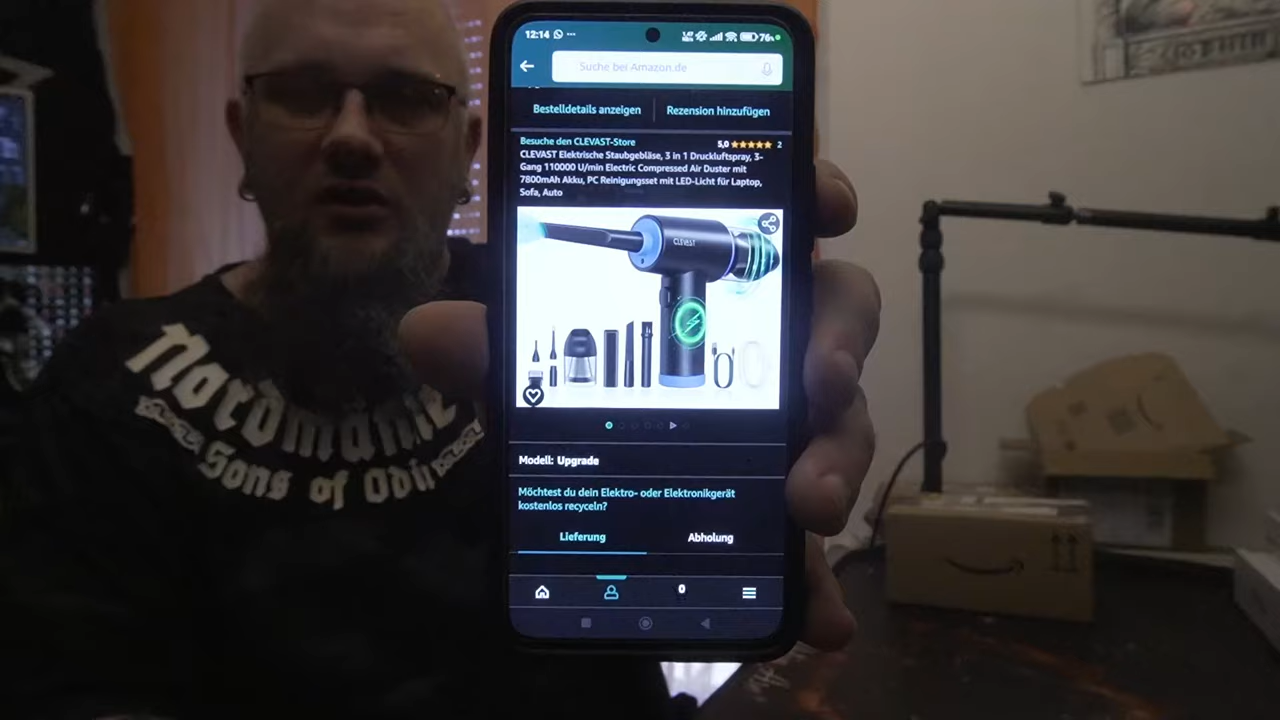 12:14
76%
Suche bei Amazon.de
Bestelldetails anzeigen
Rezension hinzufügen
Besuche den CLEVAST-Store
5,0
2
CLEVAST Elektrische Staubgebläse, 3 in 1 Druckluftspray, 3-
Gang 110000 U/min Electric Compressed Air Duster mit
7800mAh Akku, PC Reinigungsset mit LED-Licht für Laptop,
Sofa, Auto
CLEVAST
Modell: Upgrade
Möchtest du dein Elektro- oder Elektronikgerät
kostenlos recyceln?
Lieferung
Abholung
0
Nordmänner
Sons of Odin